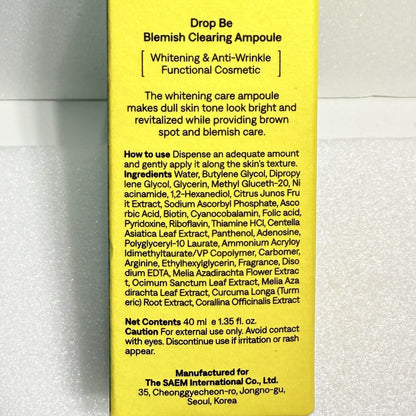 Drop Be
Blemish Clearing Ampoule
Whitening & Anti-Wrinkle
Functional Cosmetic
The whitening care ampoule
makes dull skin tone look bright and
revitalized while providing brown
spot and blemish care.
How to use Dispense an adequate amount
and gently apply it along the skin's texture.
Ingredients Water, Butylene Glycol, Dipropy
lene Glycol, Glycerin, Methyl Gluceth-20, Ni
acinamide, 1,2-Hexanediol, Citrus Junos Fru
it Extract, Sodium Ascorbyl Phosphate, Asco
rbic Acid, Biotin, Cyanocobalamin, Folic acid,
Pyridoxine, Riboflavin, Thiamine HCl, Centella
Asiatica Leaf Extract, Panthenol, Adenosine,
Polyglyceryl-10 Laurate, Ammonium Acryloy
ldimethyltaurate/VP Copolymer, Carbomer,
Arginine, Ethylhexylglycerin, Fragrance, Diso
dium EDTA, Melia Azadirachta Flower Extrac
t, Ocimum Sanctum Leaf Extract, Melia Aza
dirachta Leaf Extract, Curcuma Longa (Turm
eric) Root Extract, Corallina Officinalis Extract
Net Contents 40 ml e 1.35 fl. oz.
Caution For external use only. Avoid contact
with eyes. Discontinue use if irritation or rash
appear.
Manufactured for
The SAEM International Co., Ltd.
35, Cheonggyecheon-ro, Jongno-gu,
Seoul, Korea